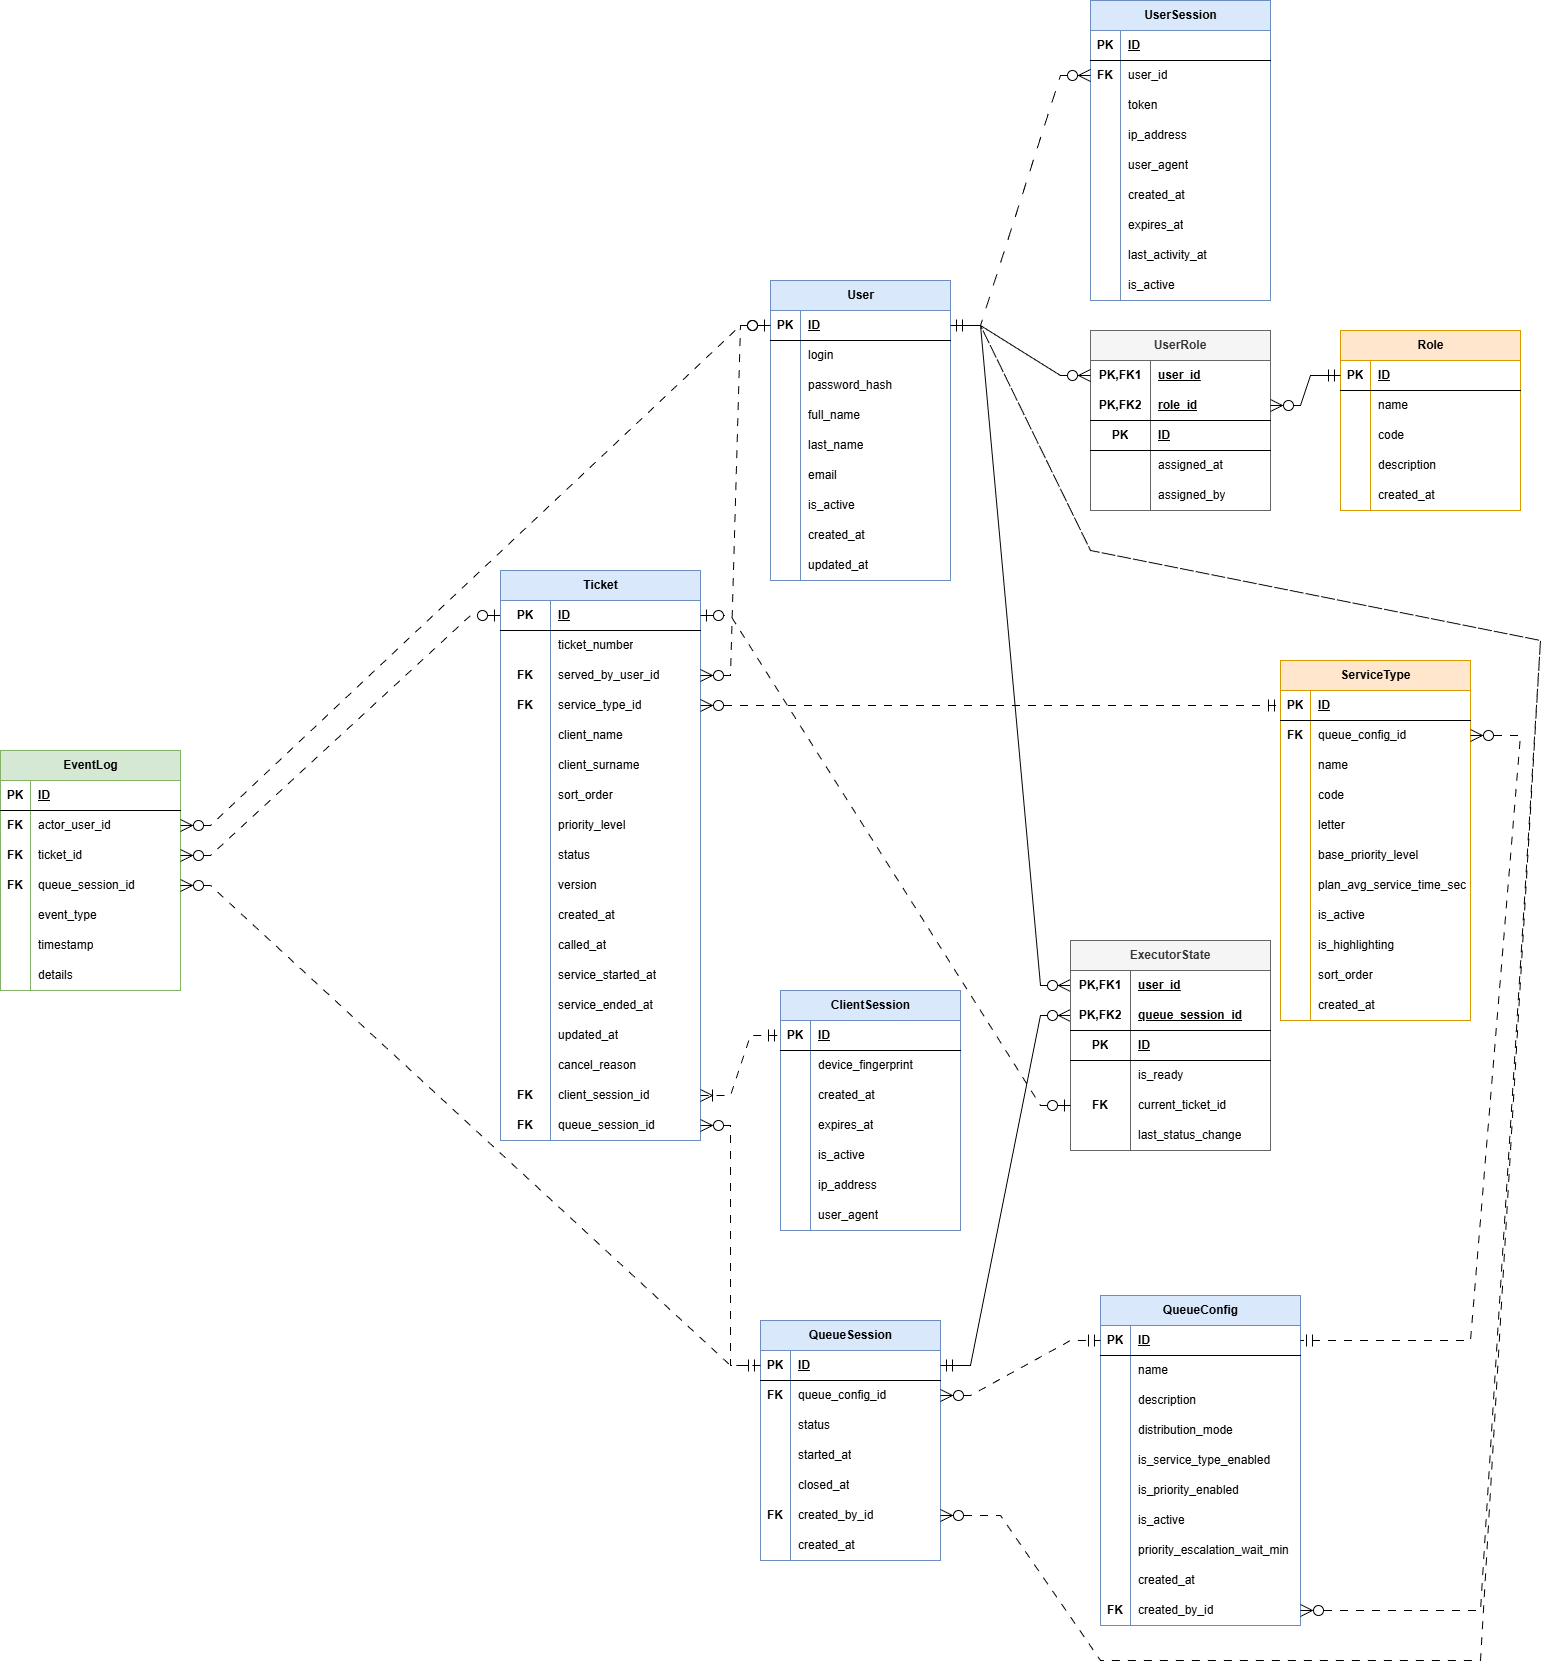 UserSession
PK ID
FK user_id
token
ip_address
user_agent
created_at
expires_at
last_activity_at
is_active
User
PK ID
login
password_hash
full_name
last_name
email
is_active
created_at
updated_at
UserRole
PK,FK1 user_id
PK,FK2 role_id
PK ID
assigned_at
assigned_by
Role
PK ID
name
code
description
created_at
Ticket
PK ID
ticket_number
FK served_by_user_id
FK service_type_id
client_name
client_surname
sort_order
priority_level
status
version
created_at
called_at
service_started_at
service_ended_at
updated_at
cancel_reason
FK client_session_id
FK queue_session_id
ServiceType
PK ID
FK queue_config_id
name
code
letter
base_priority_level
plan_avg_service_time_sec
is_active
is_highlighting
sort_order
created_at
EventLog
PK ID
FK actor_user_id
FK ticket_id
FK queue_session_id
event_type
timestamp
details
ExecutorState
PK,FK1 user_id
PK,FK2 queue_session_id
PK ID
is_ready
FK current_ticket_id
last_status_change
ClientSession
PK ID
device_fingerprint
created_at
expires_at
is_active
ip_address
user_agent
QueueSession
PK ID
FK queue_config_id
status
started_at
closed_at
FK created_by_id
created_at
QueueConfig
PK ID
name
description
distribution_mode
is_service_type_enabled
is_priority_enabled
is_active
priority_escalation_wait_min
created_at
FK created_by_id